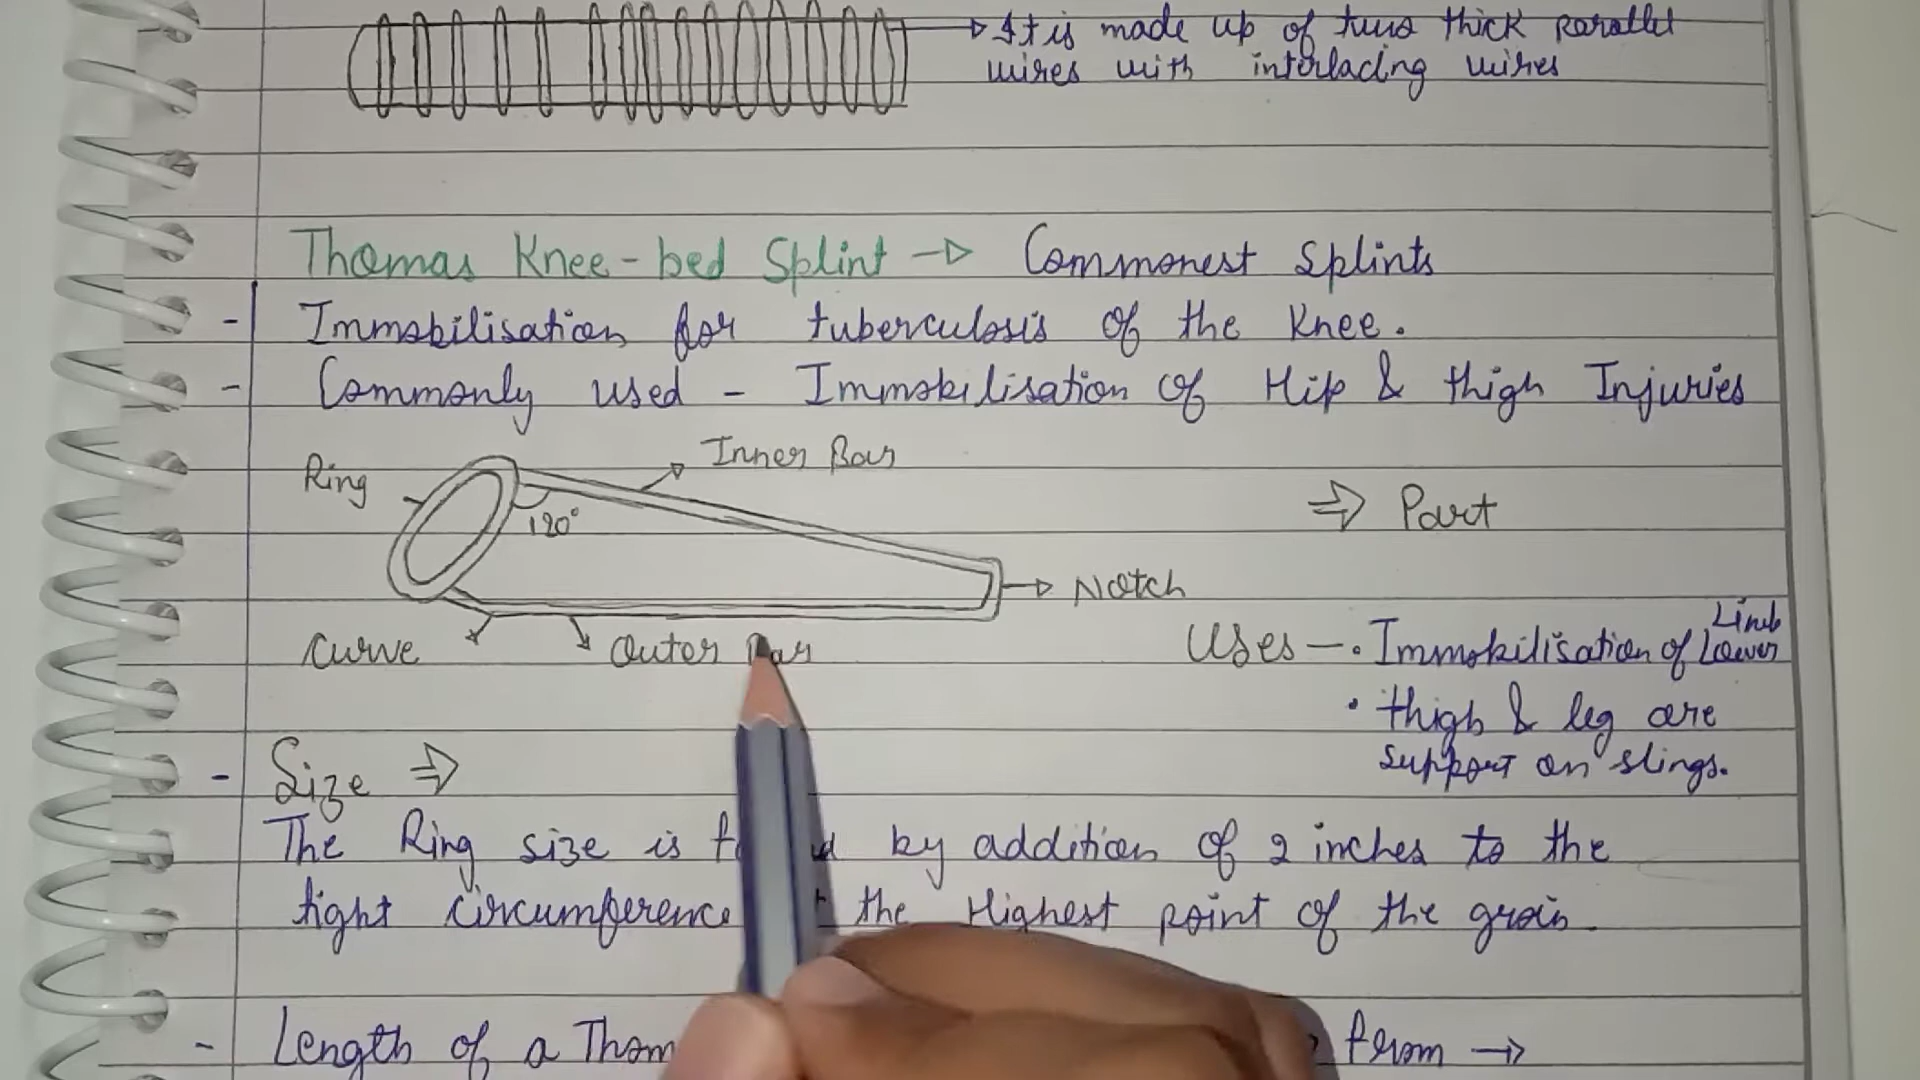 It is made up of two thick Parallel
wires with interlacing wires
Thomas Knee-bed Splint → Commonest Splints
- Immobilisation for tuberculosis of the Knee.
- Commonly used - Immobilisation of Hip & thigh Injuries
Inner Bar
Ring
120°
⇒ Part
Notch
Curve
Outer Bar
Uses - • Immobilisation of Lower Limb
• thigh & leg are
support on slings.
- Size ⇒
The Ring size is by addition of 2 inches to the
tight circumference the Highest point of the groin.
- Length of a Thom from →